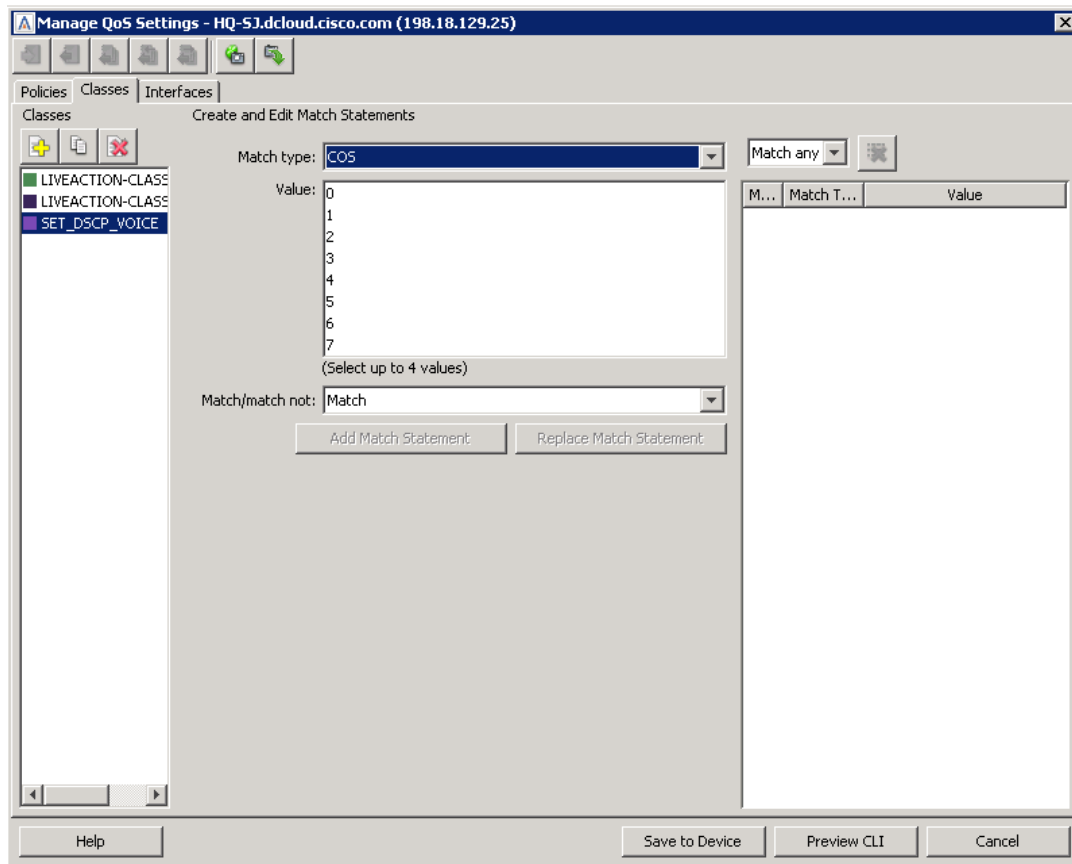 Manage QoS Settings - HQ-SJ.dcloud.cisco.com (198.18.129.25)
Policies Classes Interfaces
Classes
Create and Edit Match Statements
Match type: COS
Match any
LIVEACTION-CLASS
LIVEACTION-CLASS
SET_DSCP_VOICE
Value:
0
1
2
3
4
5
6
7
(Select up to 4 values)
Match/match not: Match
Add Match Statement
Replace Match Statement
M... Match T... Value
Help
Save to Device
Preview CLI
Cancel